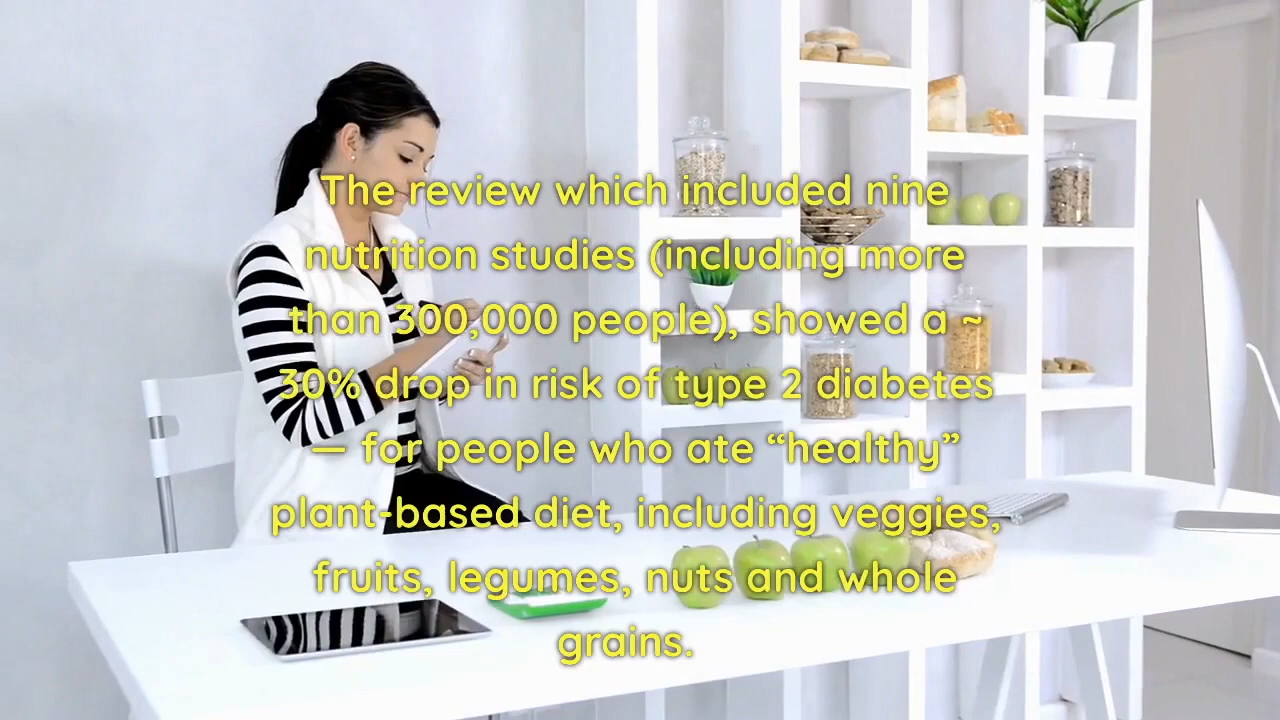 The review which included nine
nutrition studies (including more
than 300,000 people), showed a ~
30% drop in risk of type 2 diabetes
— for people who ate “healthy”
plant-based diet, including veggies,
fruits, legumes, nuts and whole
grains.